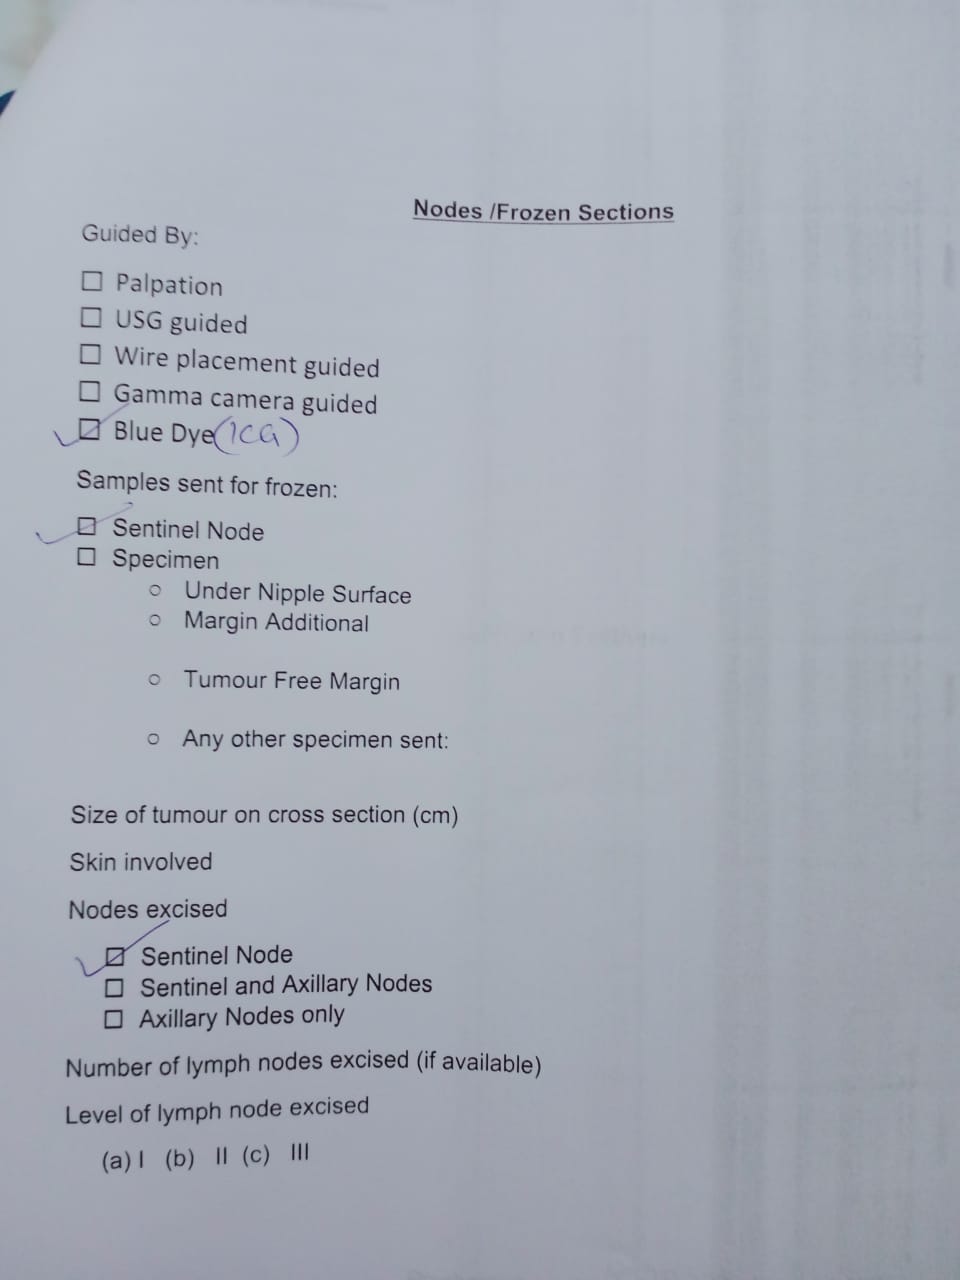 Nodes /Frozen Sections
Guided By:
☐ Palpation
☐ USG guided
☐ Wire placement guided
☐ Gamma camera guided
☑ Blue Dye (ICG)
Samples sent for frozen:
☑ Sentinel Node
☐ Specimen
○ Under Nipple Surface
○ Margin Additional
○ Tumour Free Margin
○ Any other specimen sent:
Size of tumour on cross section (cm)
Skin involved
Nodes excised
☑ Sentinel Node
☐ Sentinel and Axillary Nodes
☐ Axillary Nodes only
Number of lymph nodes excised (if available)
Level of lymph node excised
(a) I (b) II (c) III